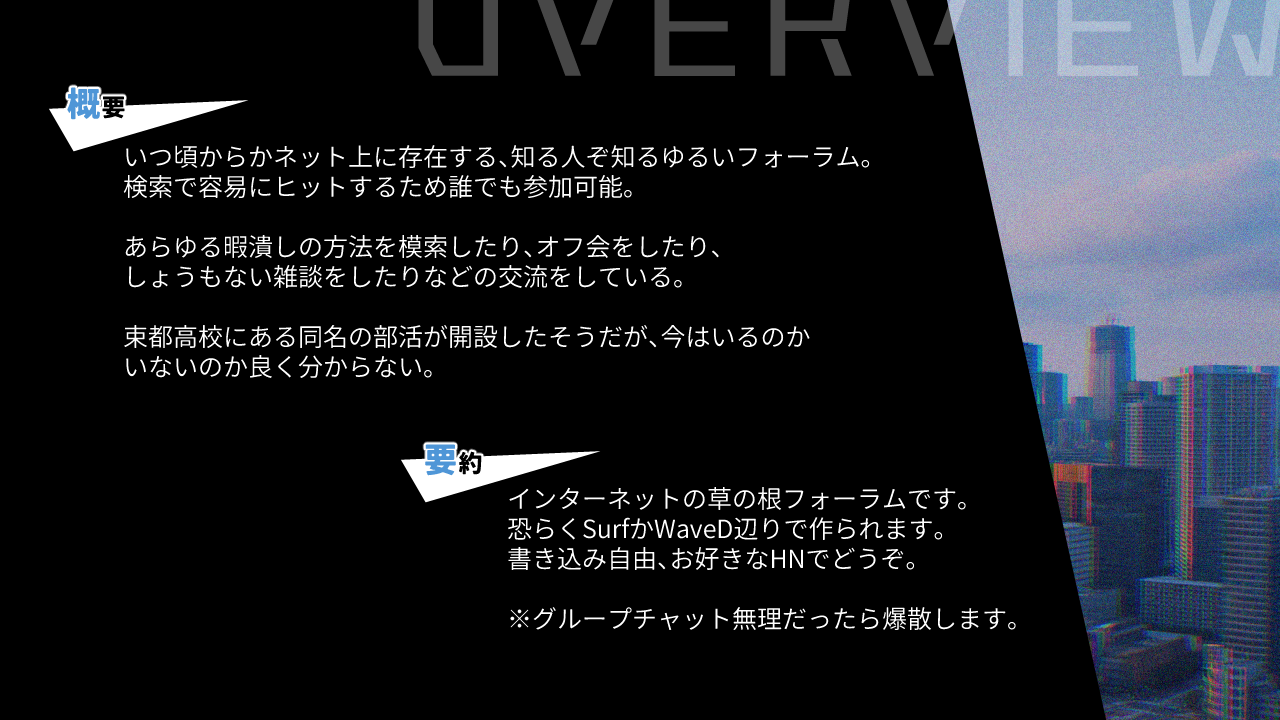 OVERVIEW
概要
いつ頃からかネット上に存在する、知る人ぞ知るゆるいフォーラム。
検索で容易にヒットするため誰でも参加可能。
あらゆる暇潰しの方法を模索したり、オフ会をしたり、
しょうもない雑談をしたりなどの交流をしている。
束都高校にある同名の部活が開設したそうだが、今はいるのか
いないのか良く分からない。
要約
インターネットの草の根フォーラムです。
恐らくSurfかWaveD辺りで作られます。
書き込み自由、お好きなHNでどうぞ。
※グループチャット無理だったら爆散します。